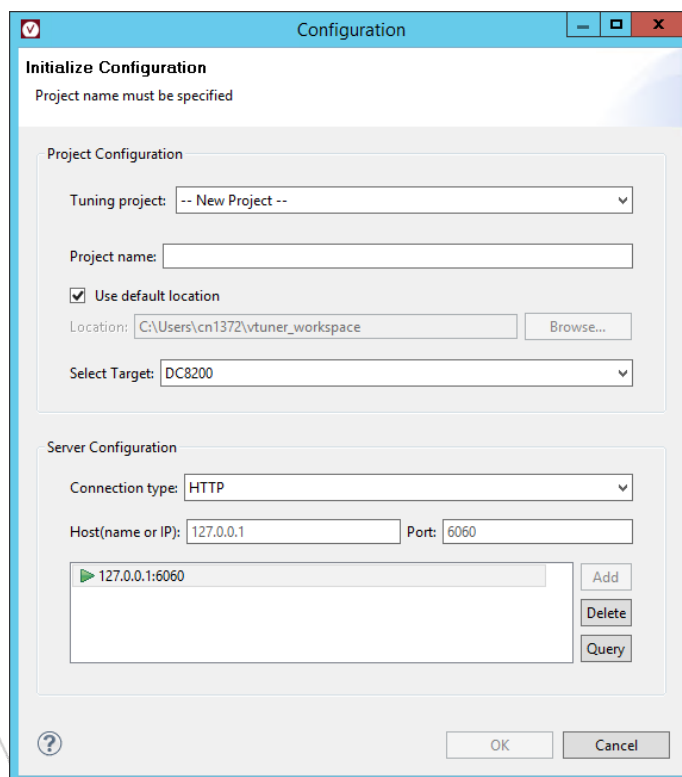 Configuration
Initialize Configuration
Project name must be specified
Project Configuration
Tuning project: -- New Project --
Project name:
Use default location
Location: C:\Users\cn1372\vtuner_workspace Browse...
Select Target: DC8200
Server Configuration
Connection type: HTTP
Host(name or IP): 127.0.0.1 Port: 6060
127.0.0.1:6060 Add
Delete
Query
? OK Cancel